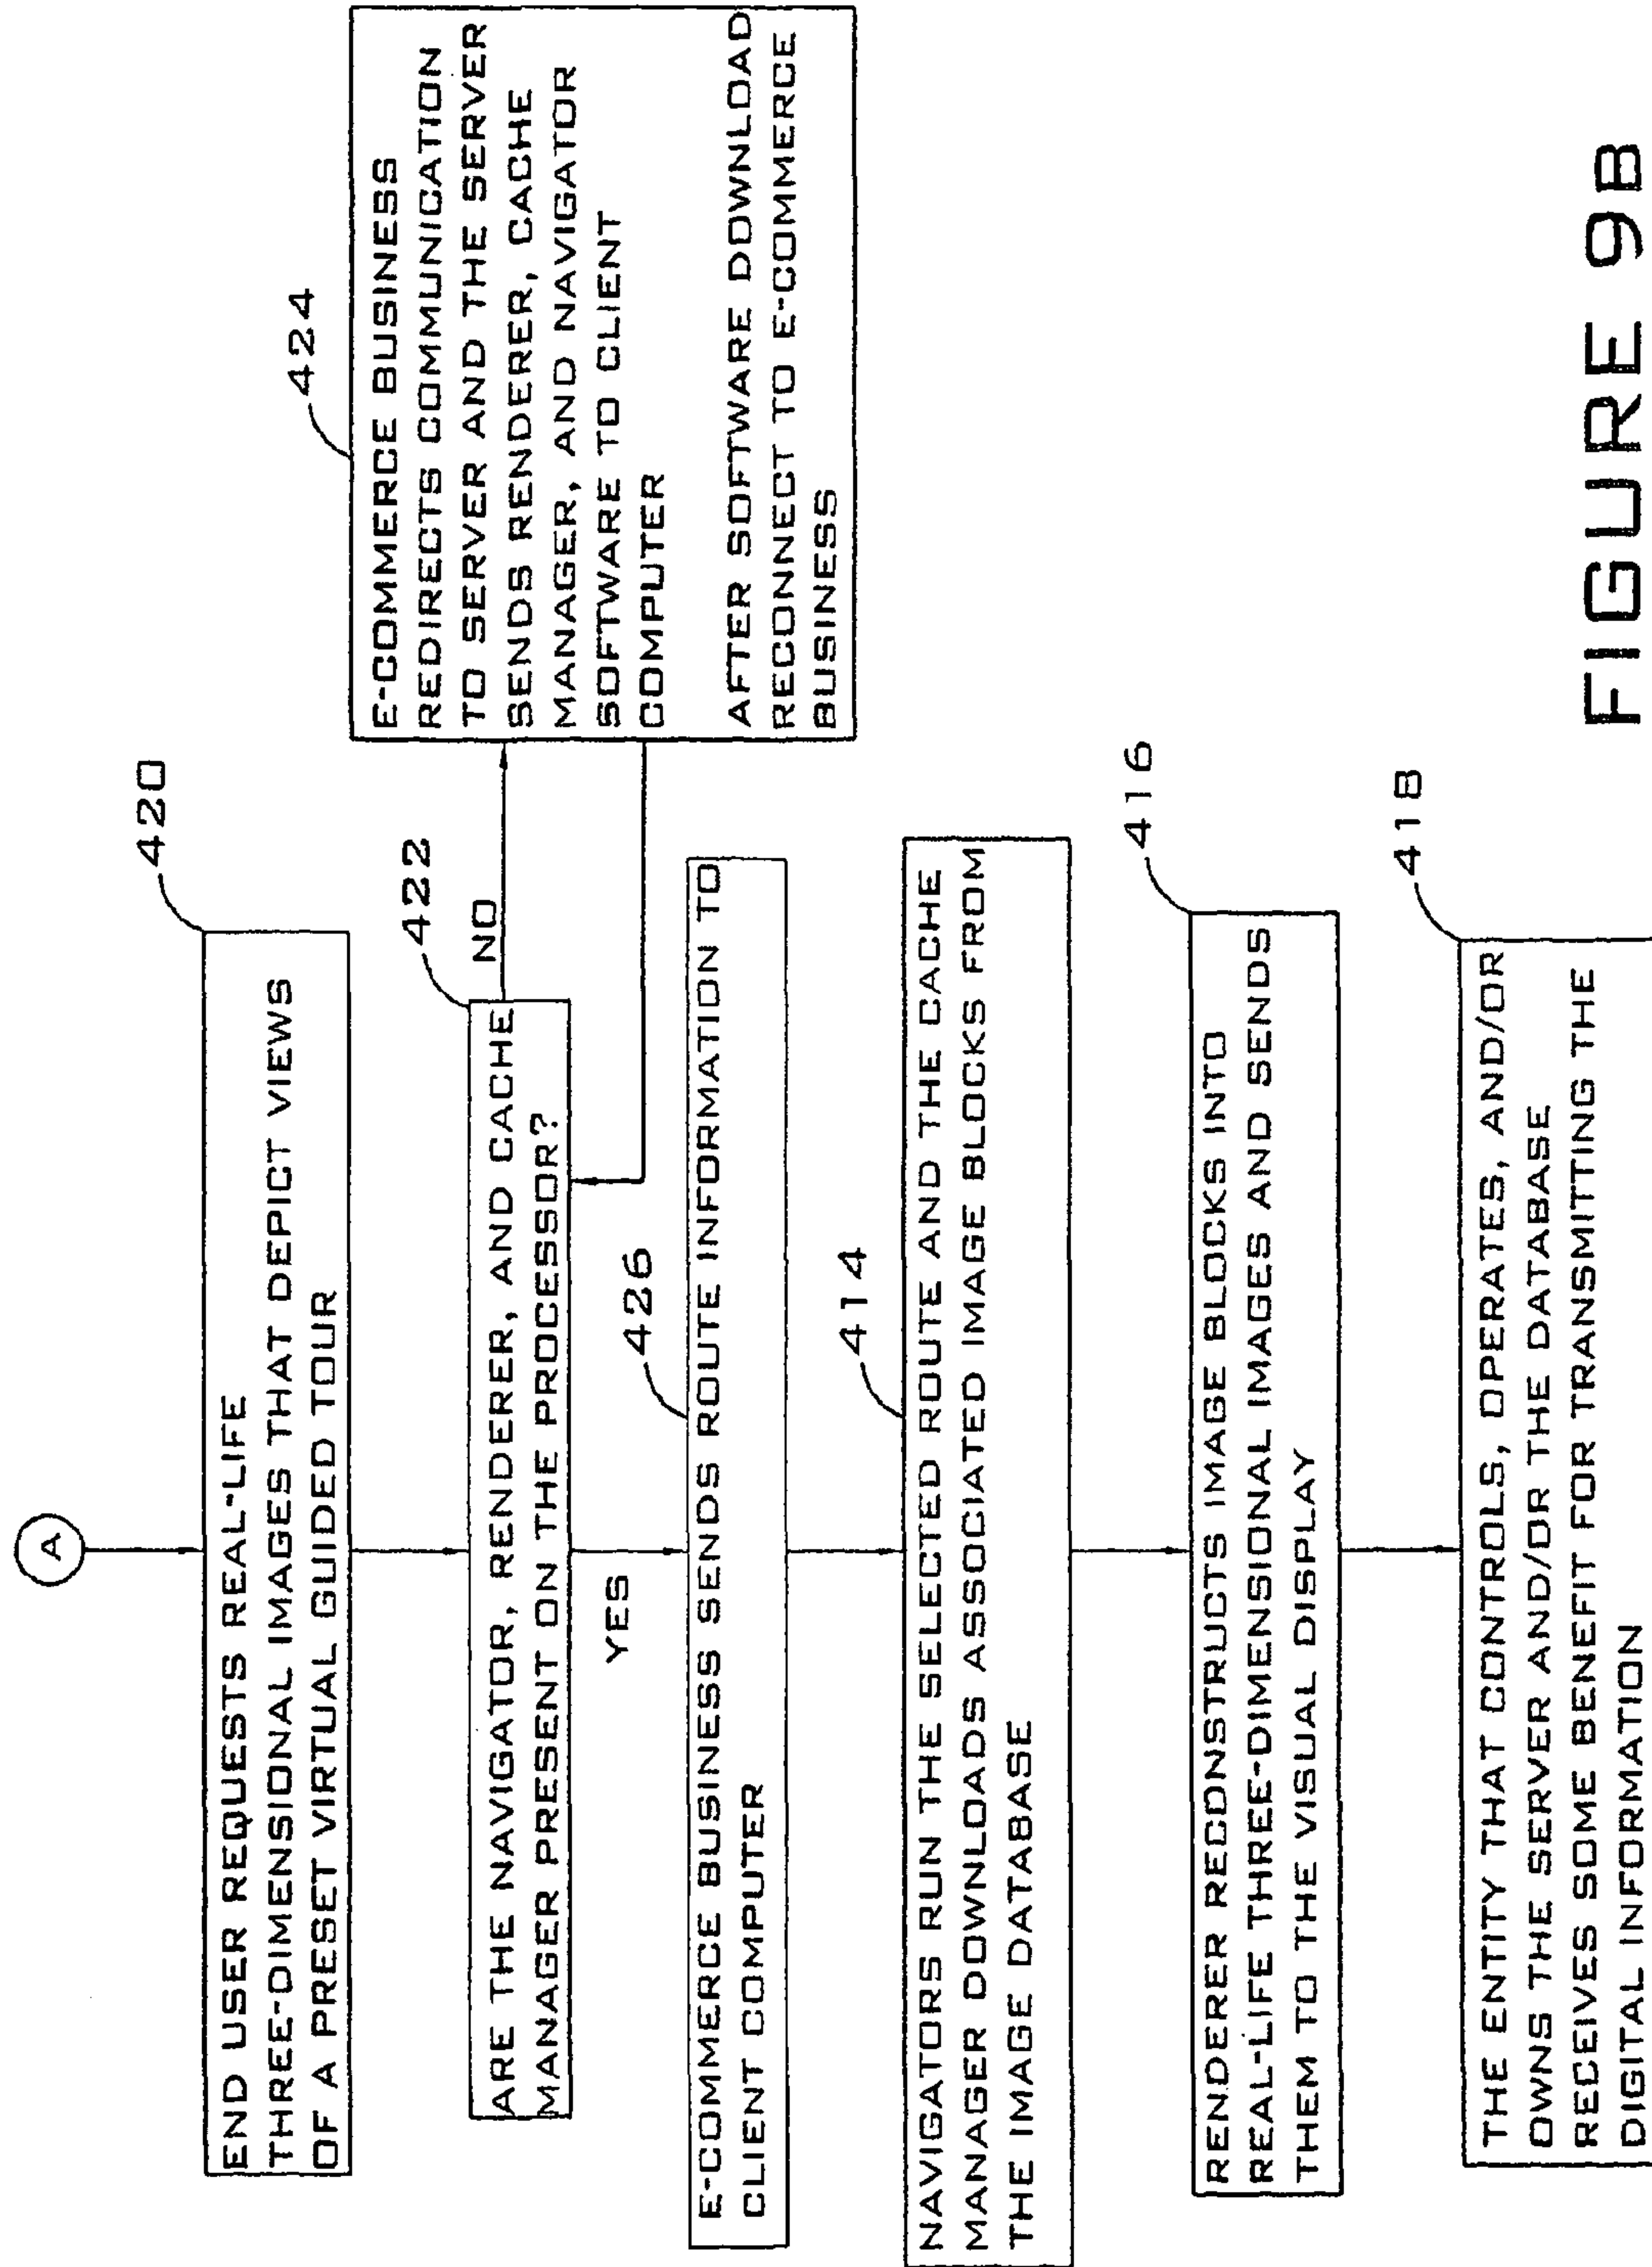 A
420
END USER REQUESTS REAL-LIFE
THREE-DIMENSIONAL IMAGES THAT DEPICT VIEWS
OF A PRESET VIRTUAL GUIDED TOUR
422
ARE THE NAVIGATOR, RENDERER, AND CACHE
MANAGER PRESENT ON THE PROCESSOR?
NO
YES
424
E-COMMERCE BUSINESS
REDIRECTS COMMUNICATION
TO SERVER AND THE SERVER
SENDS RENDERER, CACHE
MANAGER, AND NAVIGATOR
SOFTWARE TO CLIENT
COMPUTER
AFTER SOFTWARE DOWNLOAD
RECONNECT TO E-COMMERCE
BUSINESS
426
E-COMMERCE BUSINESS SENDS ROUTE INFORMATION TO
CLIENT COMPUTER
414
NAVIGATORS RUN THE SELECTED ROUTE AND THE CACHE
MANAGER DOWNLOADS ASSOCIATED IMAGE BLOCKS FROM
THE IMAGE DATABASE
416
RENDERER RECONSTRUCTS IMAGE BLOCKS INTO
REAL-LIFE THREE-DIMENSIONAL IMAGES AND SENDS
THEM TO THE VISUAL DISPLAY
418
THE ENTITY THAT CONTROLS, OPERATES, AND/OR
OWNS THE SERVER AND/OR THE DATABASE
RECEIVES SOME BENEFIT FOR TRANSMITTING THE
DIGITAL INFORMATION
FIGURE 9B